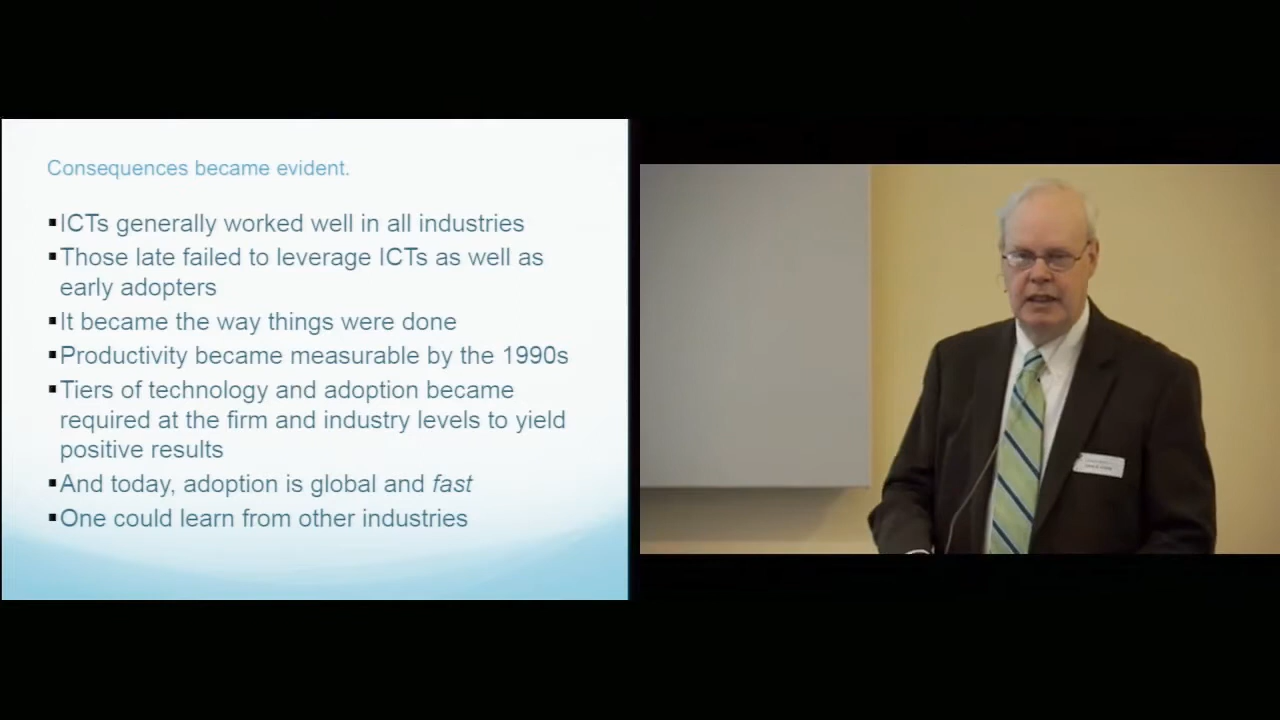 Consequences became evident.
▪ICTs generally worked well in all industries
▪Those late failed to leverage ICTs as well as
early adopters
▪It became the way things were done
▪Productivity became measurable by the 1990s
▪Tiers of technology and adoption became
required at the firm and industry levels to yield
positive results
▪And today, adoption is global and fast
▪One could learn from other industries